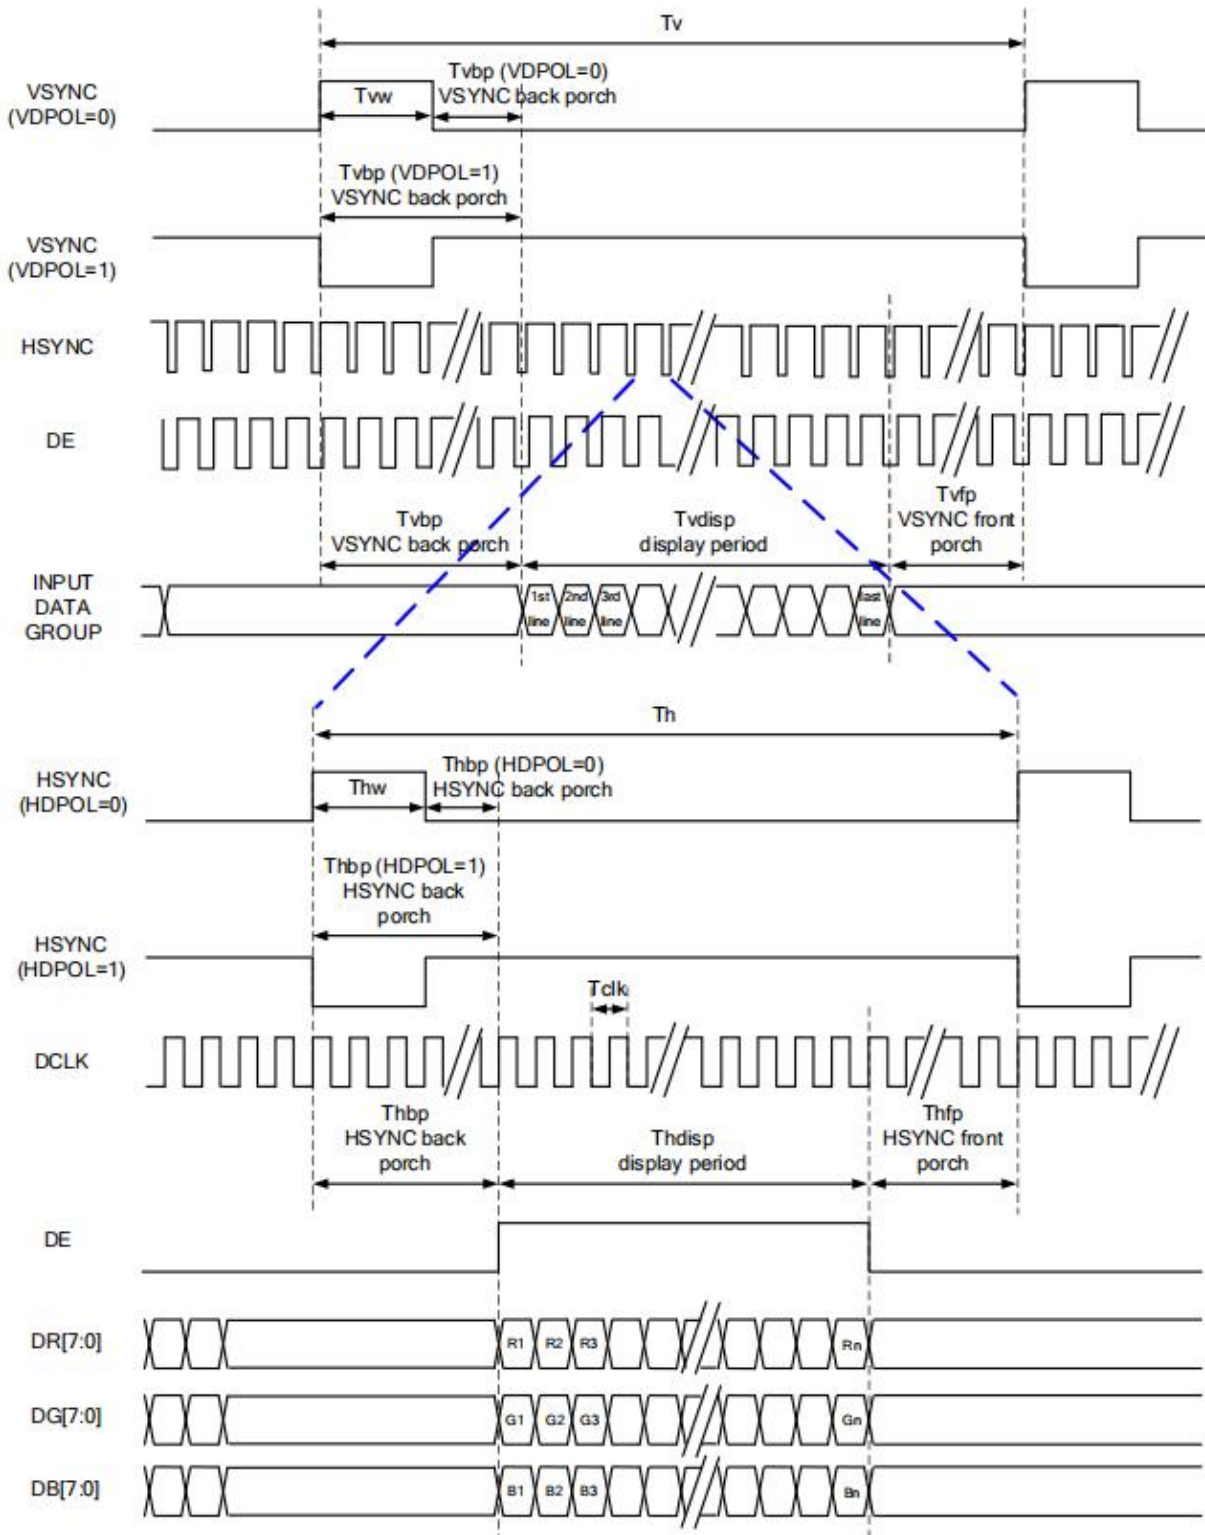 Tv
VSYNC
(VDPOL=0)
Tvw
Tvbp (VDPOL=0)
VSYNC back porch
Tvbp (VDPOL=1)
VSYNC back porch
VSYNC
(VDPOL=1)
HSYNC
DE
Tvbp
VSYNC back porch
Tvdisp
display period
Tvfp
VSYNC front
porch
INPUT
DATA
GROUP
1st
line
2nd
line
3rd
line
last
line
Th
HSYNC
(HDPOL=0)
Thw
Thbp (HDPOL=0)
HSYNC back porch
Thbp (HDPOL=1)
HSYNC back
porch
HSYNC
(HDPOL=1)
Tclk
DCLK
Thbp
HSYNC back
porch
Thdisp
display period
Thfp
HSYNC front
porch
DE
DR[7:0]
R1 R2 R3 Rn
DG[7:0]
G1 G2 G3 Gn
DB[7:0]
B1 B2 B3 Bn